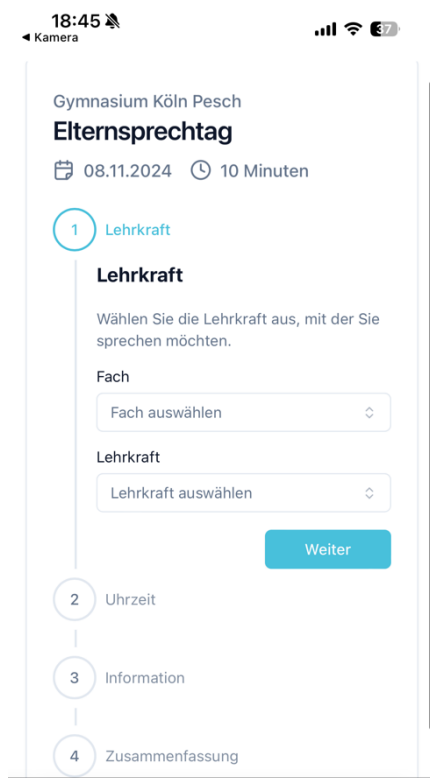 18:45
◀ Kamera
37
Gymnasium Köln Pesch
Elternsprechtag
08.11.2024 10 Minuten
1 Lehrkraft
Lehrkraft
Wählen Sie die Lehrkraft aus, mit der Sie
sprechen möchten.
Fach
Fach auswählen
Lehrkraft
Lehrkraft auswählen
Weiter
2 Uhrzeit
3 Information
4 Zusammenfassung